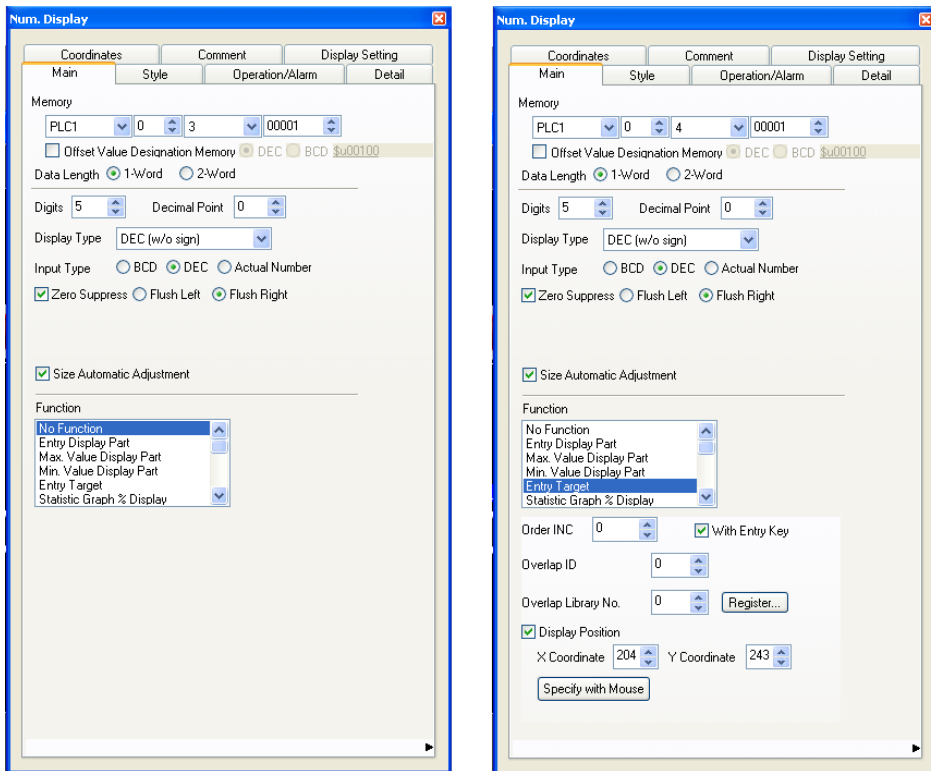 Num. Display
Coordinates Comment Display Setting
Main Style Operation/Alarm Detail
Memory
PLC1 0 3 00001
Offset Value Designation Memory DEC BCD $u00100
Data Length 1-Word 2-Word
Digits 5 Decimal Point 0
Display Type DEC (w/o sign)
Input Type BCD DEC Actual Number
Zero Suppress Flush Left Flush Right
Size Automatic Adjustment
Function
No Function
Entry Display Part
Max. Value Display Part
Min. Value Display Part
Entry Target
Statistic Graph % Display
Num. Display
Coordinates Comment Display Setting
Main Style Operation/Alarm Detail
Memory
PLC1 0 4 00001
Offset Value Designation Memory DEC BCD $u00100
Data Length 1-Word 2-Word
Digits 5 Decimal Point 0
Display Type DEC (w/o sign)
Input Type BCD DEC Actual Number
Zero Suppress Flush Left Flush Right
Size Automatic Adjustment
Function
No Function
Entry Display Part
Max. Value Display Part
Min. Value Display Part
Entry Target
Statistic Graph % Display
Order INC 0 With Entry Key
Overlap ID 0
Overlap Library No. 0 Register...
Display Position
X Coordinate 204 Y Coordinate 243
Specify with Mouse